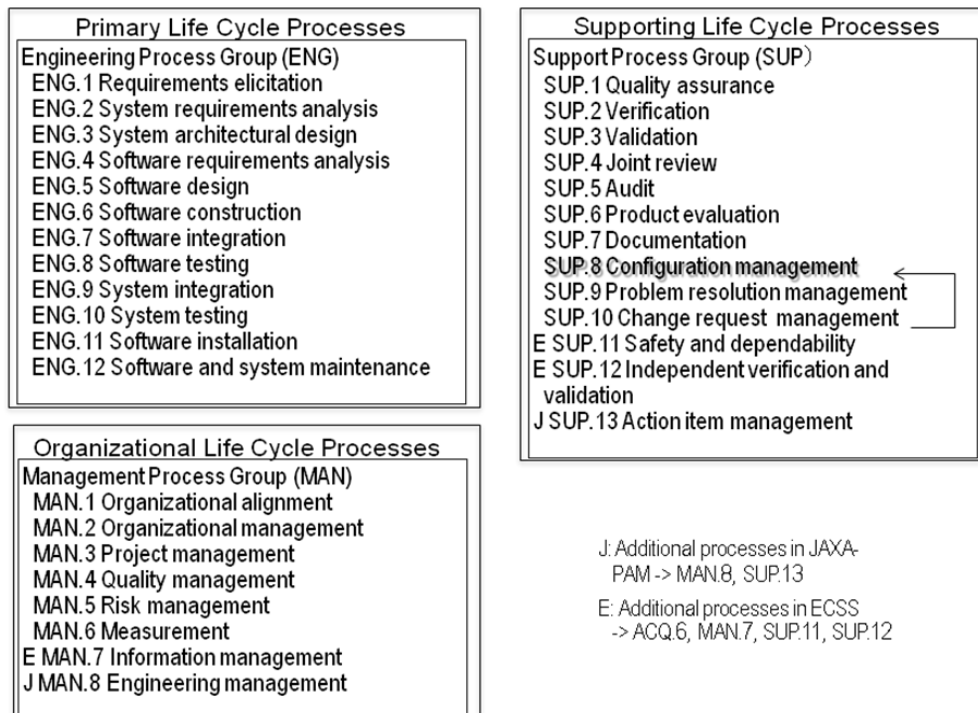 Primary Life Cycle Processes
Engineering Process Group (ENG)
ENG.1 Requirements elicitation
ENG.2 System requirements analysis
ENG.3 System architectural design
ENG.4 Software requirements analysis
ENG.5 Software design
ENG.6 Software construction
ENG.7 Software integration
ENG.8 Software testing
ENG.9 System integration
ENG.10 System testing
ENG.11 Software installation
ENG.12 Software and system maintenance
Organizational Life Cycle Processes
Management Process Group (MAN)
MAN.1 Organizational alignment
MAN.2 Organizational management
MAN.3 Project management
MAN.4 Quality management
MAN.5 Risk management
MAN.6 Measurement
E MAN.7 Information management
J MAN.8 Engineering management
Supporting Life Cycle Processes
Support Process Group (SUP）
SUP.1 Quality assurance
SUP.2 Verification
SUP.3 Validation
SUP.4 Joint review
SUP.5 Audit
SUP.6 Product evaluation
SUP.7 Documentation
SUP.8 Configuration management
SUP.9 Problem resolution management
SUP.10 Change request management
E SUP.11 Safety and dependability
E SUP.12 Independent verification and
validation
J SUP.13 Action item management
J: Additional processes in JAXA-
PAM -> MAN.8, SUP.13
E: Additional processes in ECSS
-> ACQ.6, MAN.7, SUP.11, SUP.12